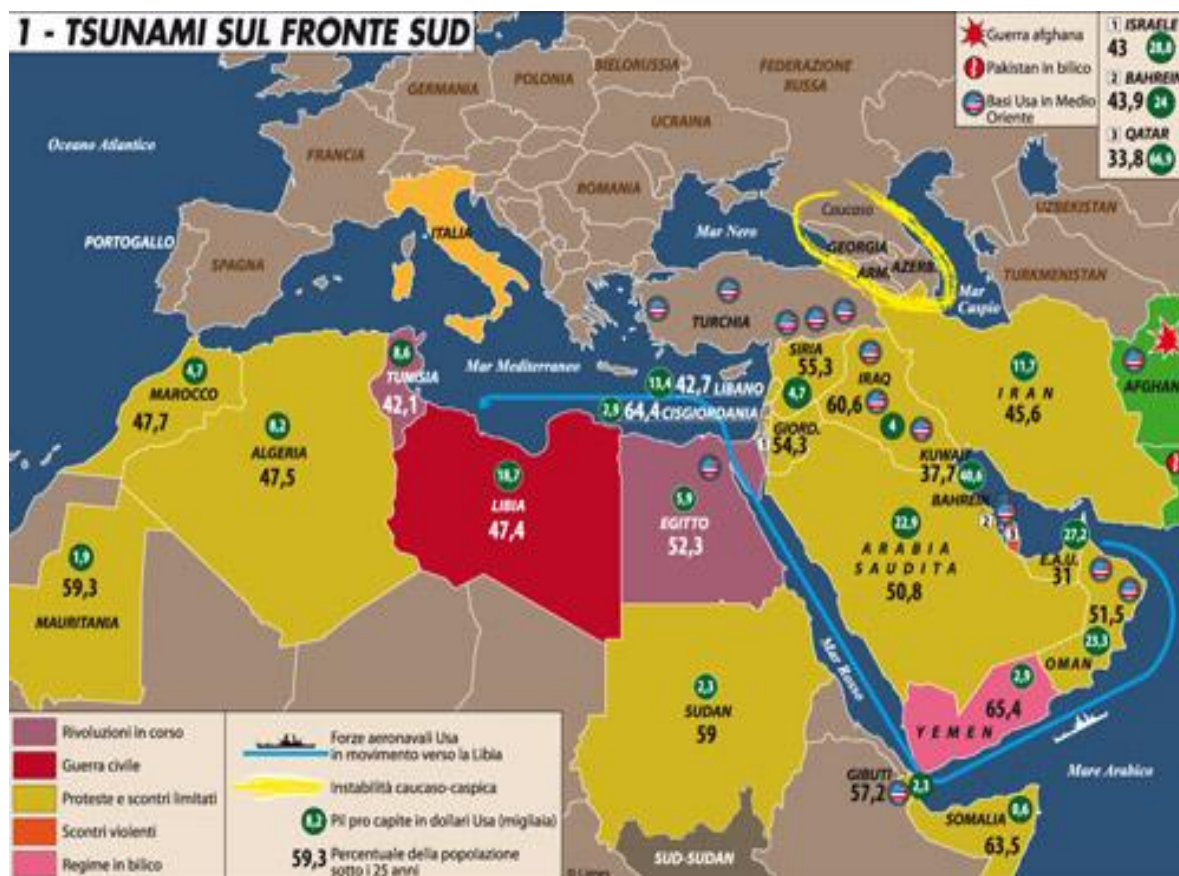 1 - TSUNAMI SUL FRONTE SUD
Guerra afghana
Pakistan in bilico
Basi Usa in Medio
Oriente
1 ISRAELE
43 28,8
2 BAHREIN
43,9 24
3 QATAR
33,8 66,9
Oceano Atlantico
GERMANIA
POLONIA
BIELORUSSIA
FEDERAZIONE
RUSSA
UCRAINA
FRANCIA
ROMANIA
UZBEKISTAN
TURKMENISTAN
PORTOGALLO
SPAGNA
ITALIA
Mar Nero
Caucaso
GEORGIA
ARM.
AZERB.
Mar
Caspio
TURCHIA
Mar Mediterraneo
4,7
MAROCCO
47,7
8,2
ALGERIA
47,5
8,6
TUNISIA
42,1
13,4 42,7 LIBANO
7,9 64,4 CISGIORDANIA
SIRIA
55,3
4,7
GIORD.
54,3
1
IRAQ
60,6
4
11,7
IRAN
45,6
AFGHAN
KUWAIT
37,7 40,6
BAHREIN
2
3
18,7
LIBIA
47,4
5,9
EGITTO
52,3
22,9
ARABIA
SAUDITA
50,8
27,2
E.A.U.
31
51,5
23,3
OMAN
1,9
59,3
MAURITANIA
2,3
SUDAN
59
Mar Rosso
2,9
65,4
YEMEN
Mare Arabico
GIBUTI
57,2
2,3
0,6
SOMALIA
63,5
SUD-SUDAN
Rivoluzioni in corso
Guerra civile
Proteste e scontri limitati
Scontri violenti
Regime in bilico
Forze aeronavali Usa
in movimento verso la Libia
Instabilità caucaso-caspica
8,2 Pil pro capite in dollari Usa (migliaia)
59,3 Percentuale della popolazione
sotto i 25 anni